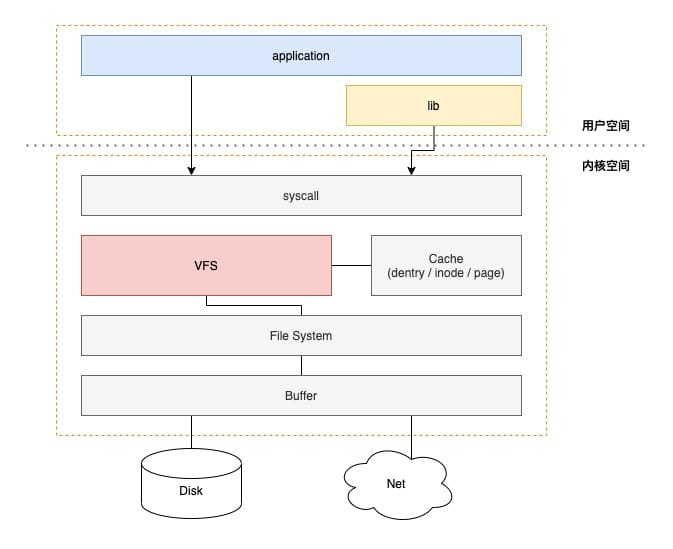 application
lib
用户空间
内核空间
syscall
VFS
Cache
(dentry / inode / page)
File System
Buffer
Disk
Net